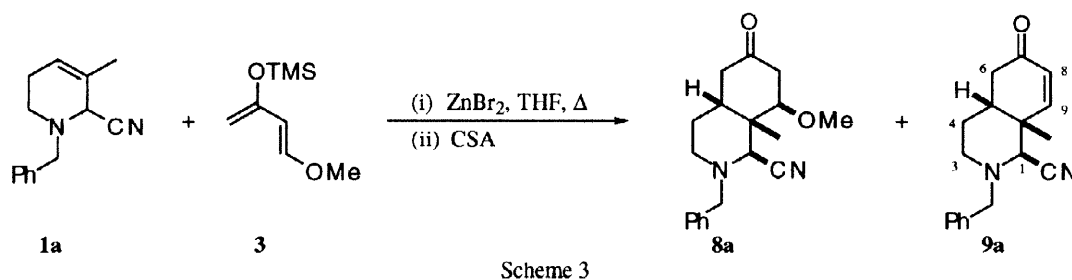 OTMS
N
CN
Ph
+
OMe
(i) ZnBr₂, THF, Δ
(ii) CSA
O
H
OMe
N
CN
Ph
+
O
6
8
H
9
4
3
1
N
CN
Ph
1a
3
8a
9a
Scheme 3